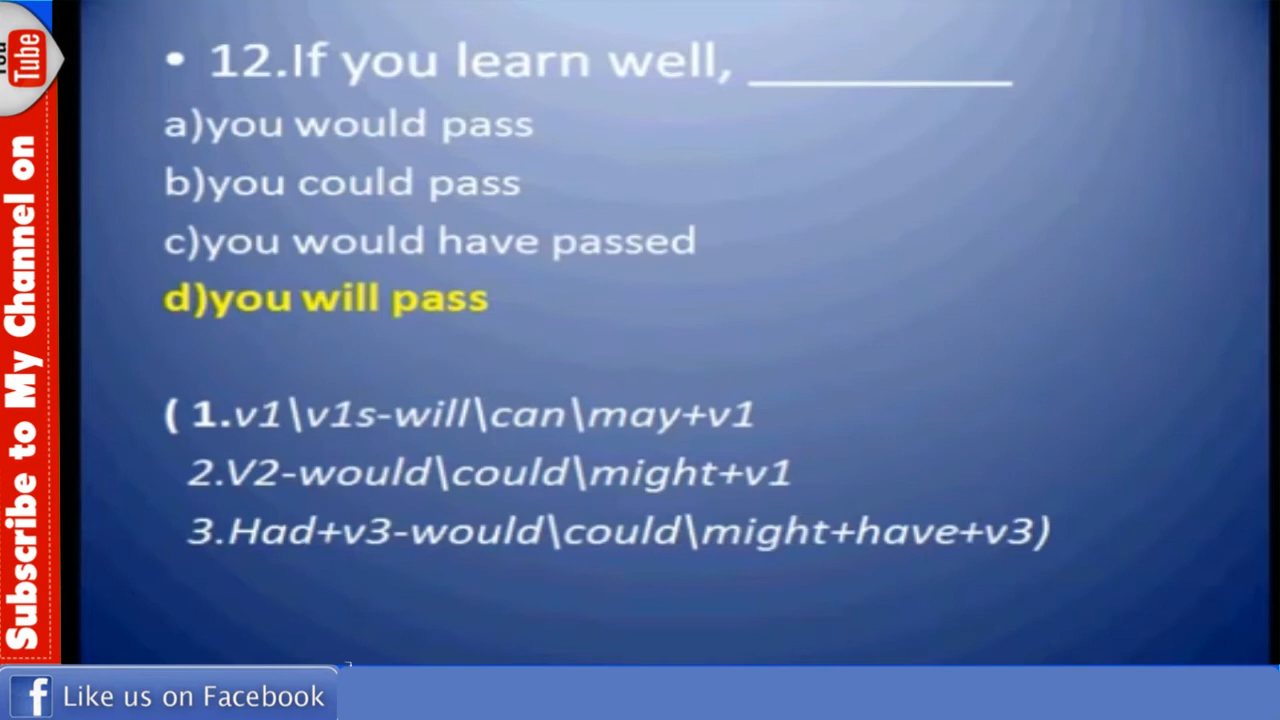 You
Tube
Subscribe to My Channel on
• 12.If you learn well, __________
a)you would pass
b)you could pass
c)you would have passed
d)you will pass
( 1.v1\v1s-will\can\may+v1
2.V2-would\could\might+v1
3.Had+v3-would\could\might+have+v3)
f Like us on Facebook